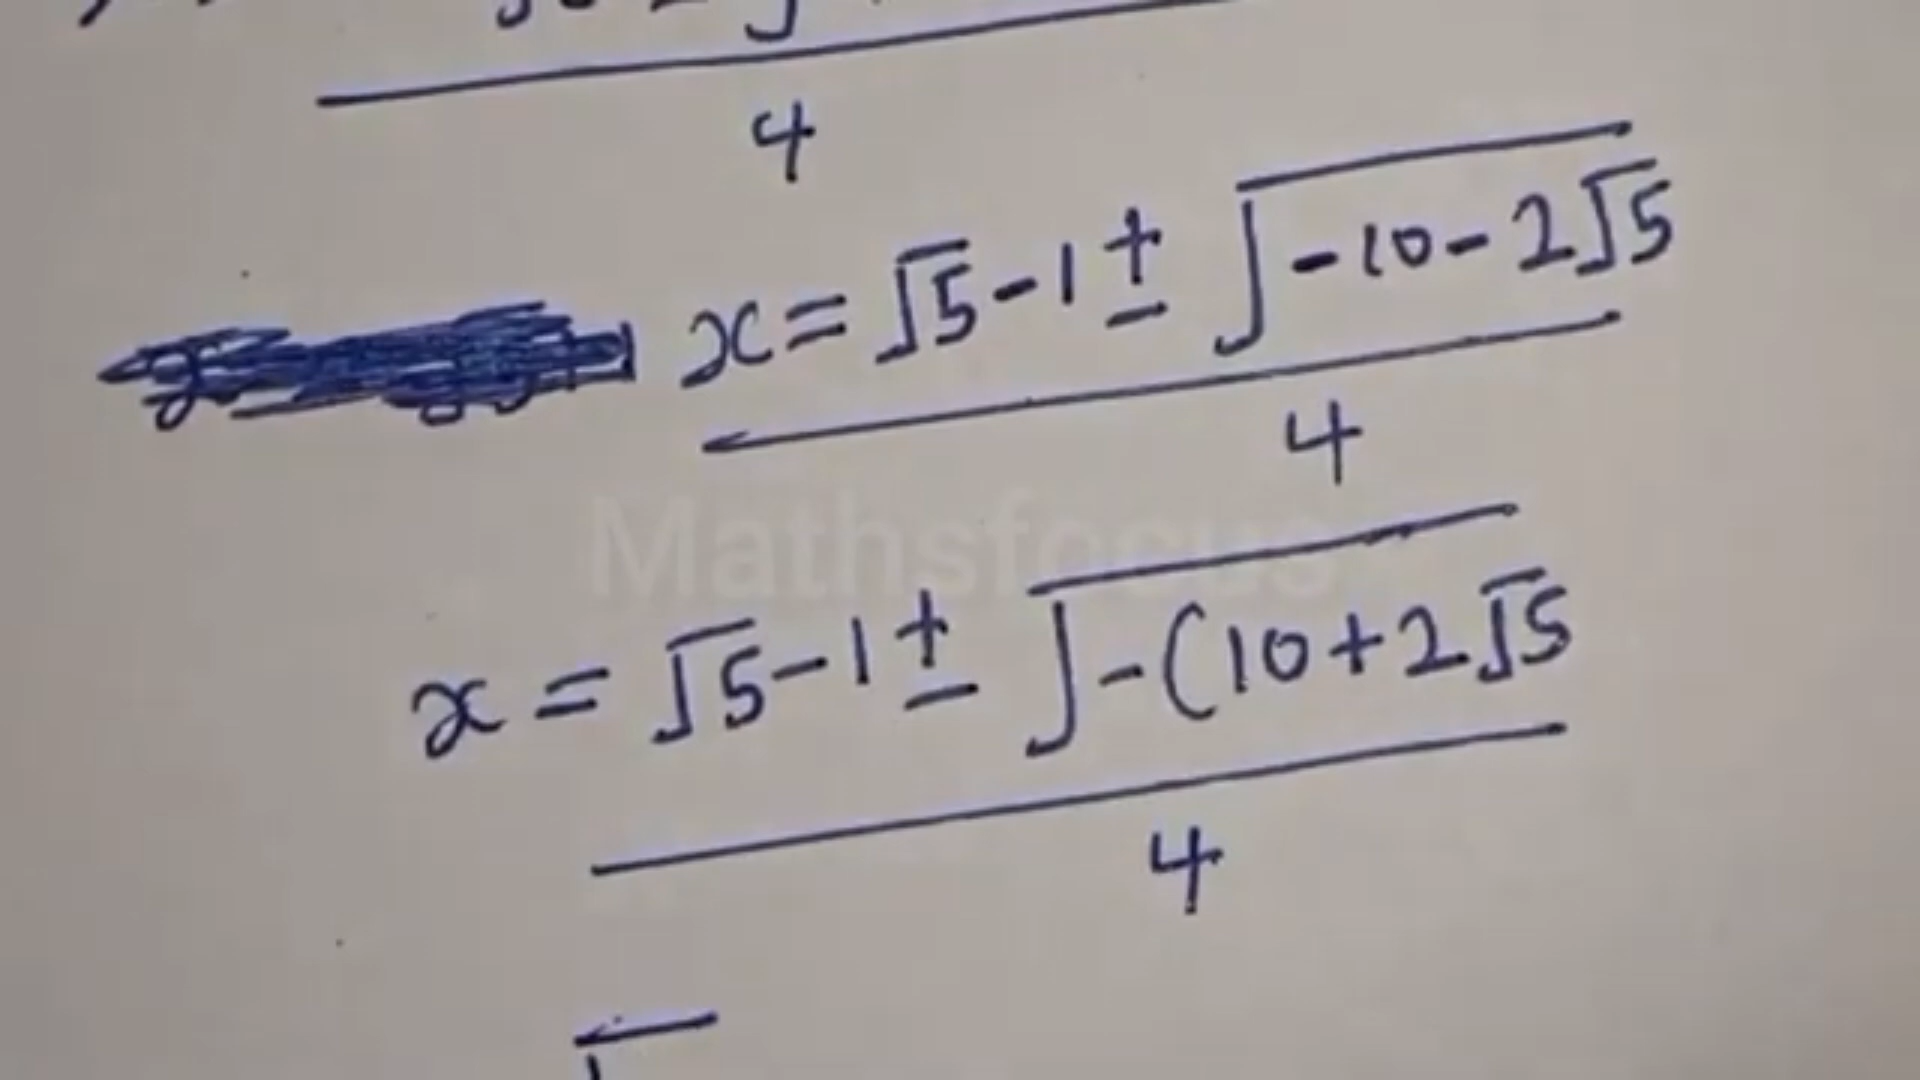 4
x = √5 - 1 ± √-10 - 2√5
4
Mathsfocus
x = √5 - 1 ± √-(10 + 2√5
4